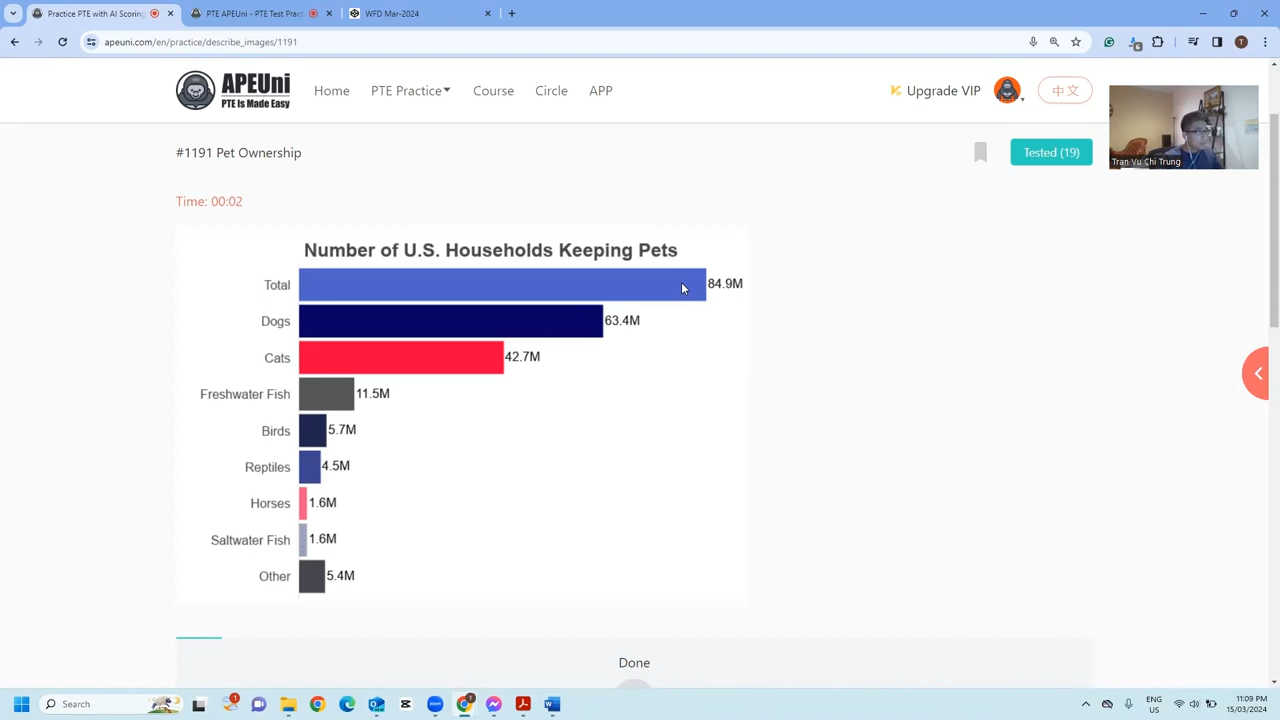 Practice PTE with AI Scoring
#1191 PTE Practice
WFD Mar-2024
apeuni.com/en/practice/describe_images/1191
APEUni
PTE Is Made Easy
Home
PTE Practice
Course
Circle
APP
Upgrade VIP
中 文
#1191 Pet Ownership
Tested (19)
Tran Vu Chi Trung
Time: 00:02
Number of U.S. Households Keeping Pets
Total 84.9M
Dogs 63.4M
Cats 42.7M
Freshwater Fish 11.5M
Birds 5.7M
Reptiles 4.5M
Horses 1.6M
Saltwater Fish 1.6M
Other 5.4M
Done
Search
1
ENG
US
11:09 PM
15/03/2024